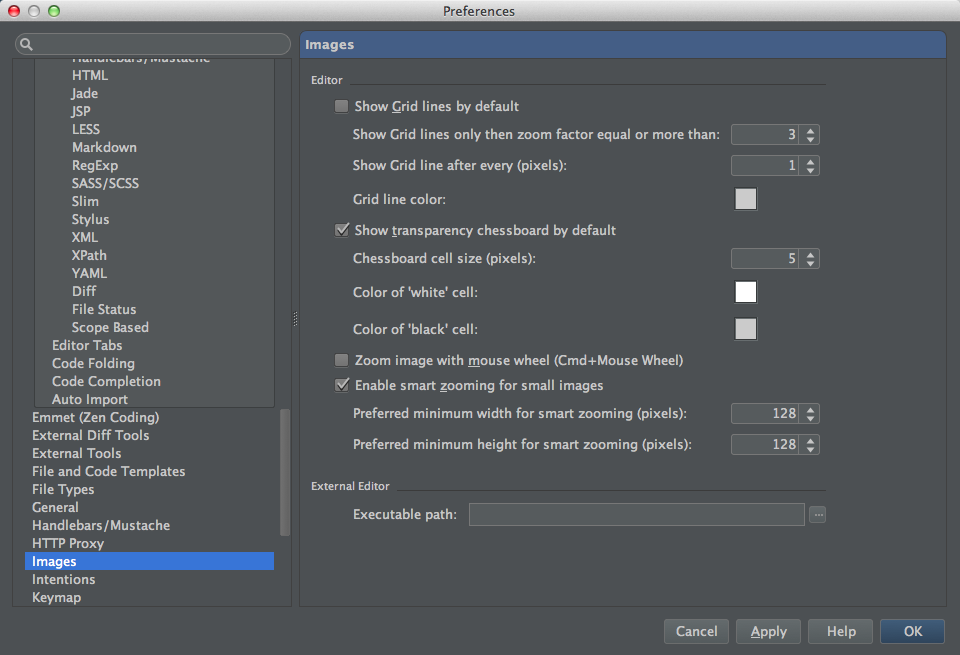 Preferences
Handlebars/Mustache
HTML
Jade
JSP
LESS
Markdown
RegExp
SASS/SCSS
Slim
Stylus
XML
XPath
YAML
Diff
File Status
Scope Based
Editor Tabs
Code Folding
Code Completion
Auto Import
Emmet (Zen Coding)
External Diff Tools
External Tools
File and Code Templates
File Types
General
Handlebars/Mustache
HTTP Proxy
Images
Intentions
Keymap
Images
Editor
Show Grid lines by default
Show Grid lines only then zoom factor equal or more than: 3
Show Grid line after every (pixels): 1
Grid line color:
Show transparency chessboard by default
Chessboard cell size (pixels): 5
Color of 'white' cell:
Color of 'black' cell:
Zoom image with mouse wheel (Cmd+Mouse Wheel)
Enable smart zooming for small images
Preferred minimum width for smart zooming (pixels): 128
Preferred minimum height for smart zooming (pixels): 128
External Editor
Executable path: ...
Cancel Apply Help OK